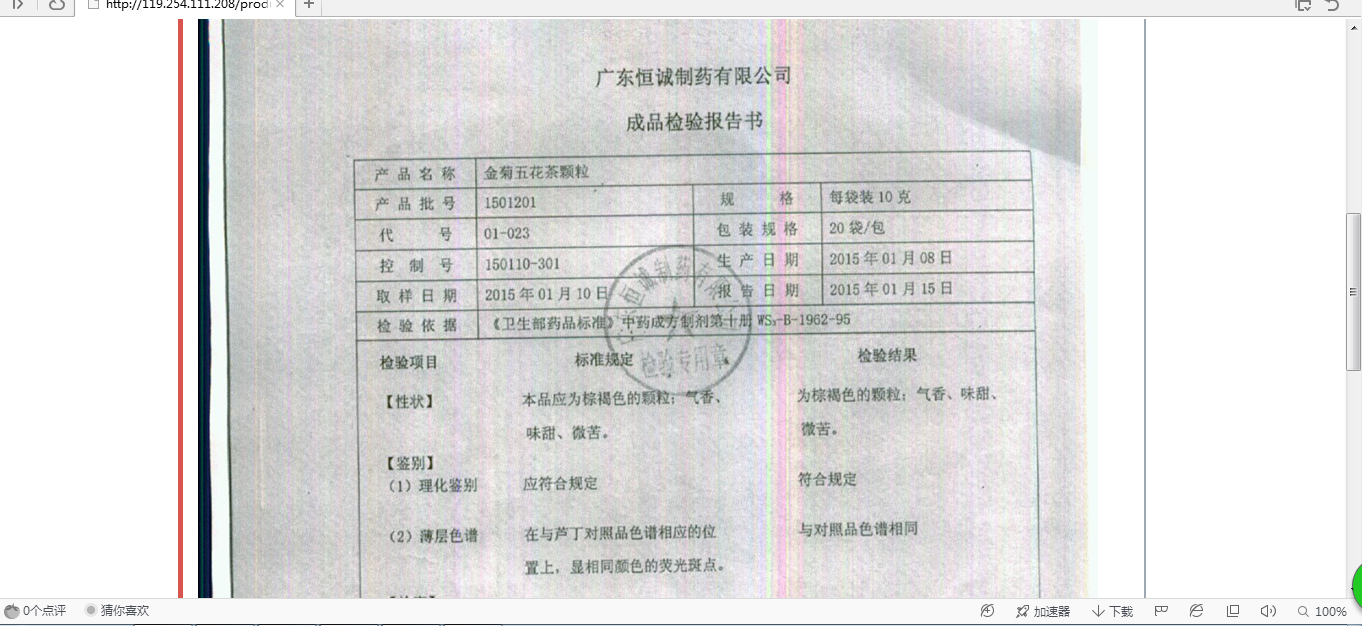 http://119.254.111.208/prod
广东恒诚制药有限公司
成品检验报告书
产品名称 金菊五花茶颗粒
产品批号 1501201 规格 每袋装10克
代号 01-023 包装规格 20袋/包
控制号 150110-301 生产日期 2015年01月08日
取样日期 2015年01月10日 报告日期 2015年01月15日
检验依据 《卫生部药品标准》中药成方制剂第十册 WS₃-B-1962-95
检验专用章
检验项目 标准规定 检验结果
【性状】 本品应为棕褐色的颗粒；气香、 为棕褐色的颗粒；气香、味甜、
味甜、微苦。 微苦。
【鉴别】
（1）理化鉴别 应符合规定 符合规定
（2）薄层色谱 在与芦丁对照品色谱相应的位 与对照品色谱相同
置上，显相同颜色的荧光斑点。
0个点评 猜你喜欢 加速器 下载 100%